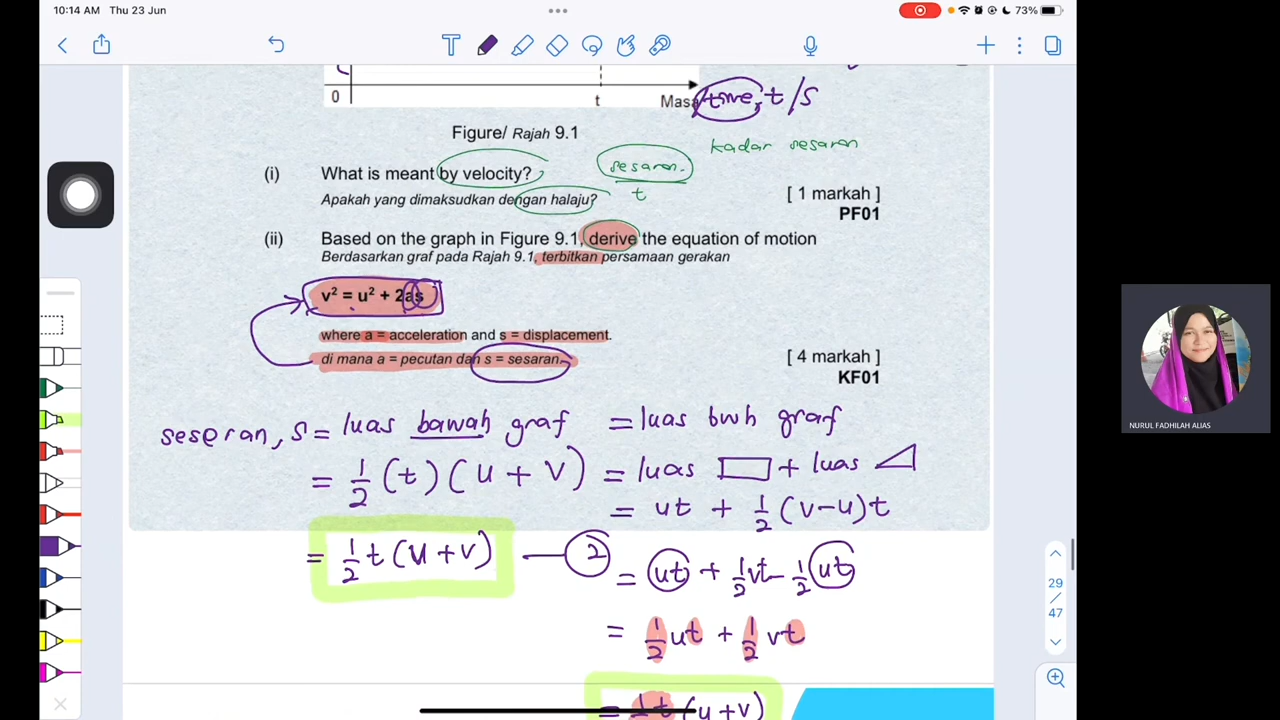 10:14 AM Thu 23 Jun
73%
0
t
Masa
time, t/s
Figure/ Rajah 9.1
kadar sesaran
(i) What is meant by velocity?
sesaran
t
Apakah yang dimaksudkan dengan halaju?
[ 1 markah ]
PF01
(ii) Based on the graph in Figure 9.1, derive the equation of motion
Berdasarkan graf pada Rajah 9.1, terbitkan persamaan gerakan
v² = u² + 2as
where a = acceleration and s = displacement.
di mana a = pecutan dan s = sesaran.
[ 4 markah ]
KF01
seseran, s = luas bawah graf
= 1/2 (t)(u + v)
= 1/2 t(u+v) — 2
= luas bwh graf
= luas + luas
= ut + 1/2 (v-u)t
= ut + 1/2 vt - 1/2 ut
= 1/2 ut + 1/2 vt
= 1/2 t (u+v)
29
/
47
NURUL FADHILAH ALIAS